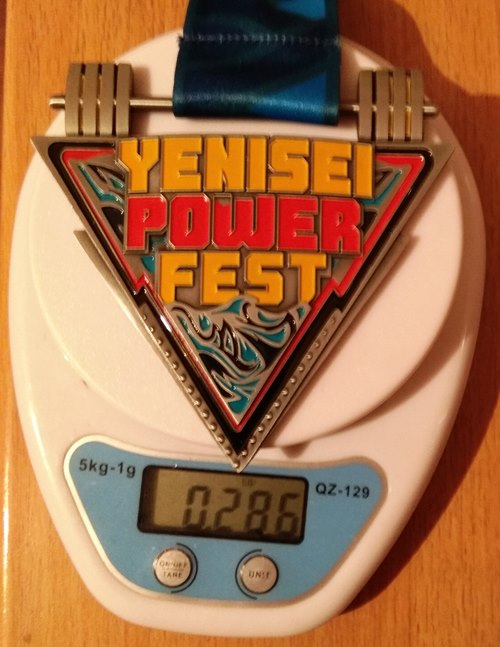 YENISEI
POWER
FEST
5kg-1g
QZ-129
0.286
ON/OFF
TARE
UNIT